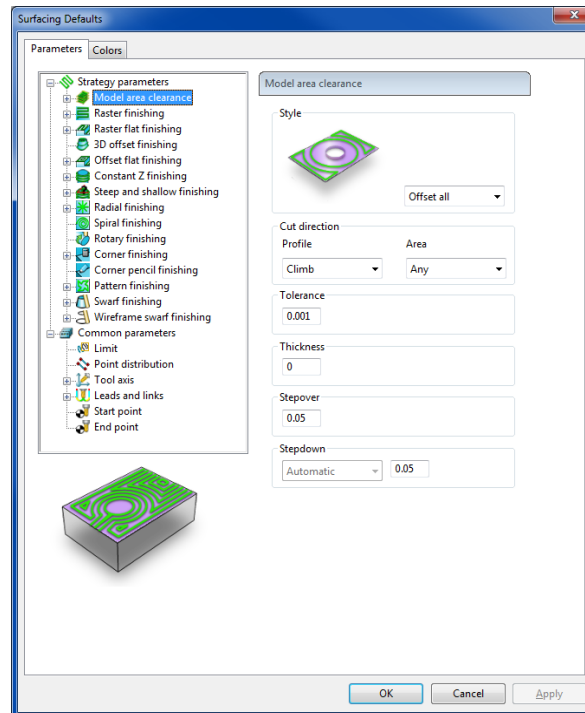 Surfacing Defaults
Parameters Colors
Strategy parameters
Model area clearance
Raster finishing
Raster flat finishing
3D offset finishing
Offset flat finishing
Constant Z finishing
Steep and shallow finishing
Radial finishing
Spiral finishing
Rotary finishing
Corner finishing
Corner pencil finishing
Pattern finishing
Swarf finishing
Wireframe swarf finishing
Common parameters
Limit
Point distribution
Tool axis
Leads and links
Start point
End point
Model area clearance
Style
Offset all
Cut direction
Profile Area
Climb Any
Tolerance
0.001
Thickness
0
Stepover
0.05
Stepdown
Automatic 0.05
OK Cancel Apply